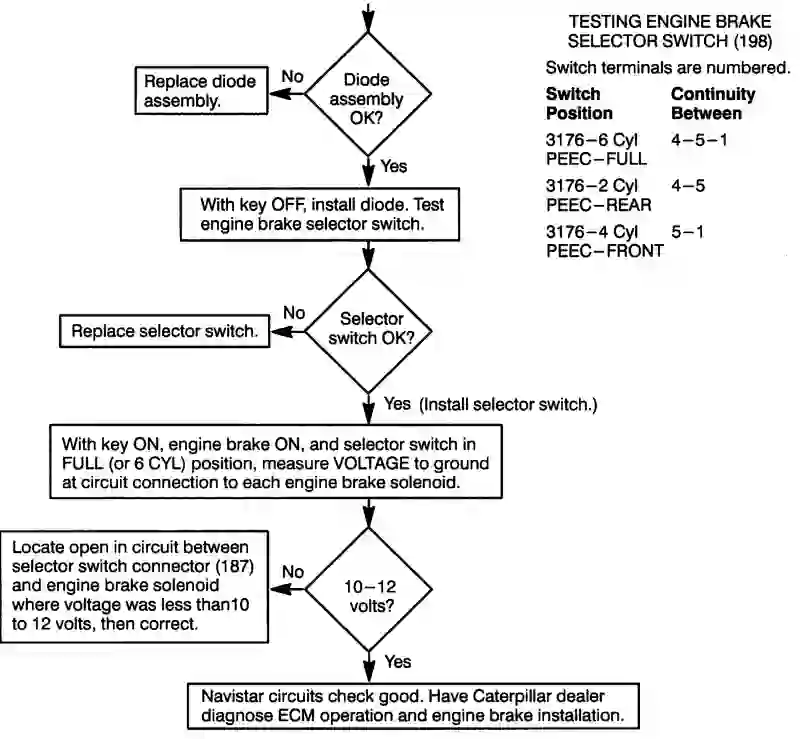 TESTING ENGINE BRAKE
SELECTOR SWITCH (198)
Switch terminals are numbered.
Switch Continuity
Position Between
3176–6 Cyl 4–5–1
PEEC–FULL
3176–2 Cyl 4–5
PEEC–REAR
3176–4 Cyl 5–1
PEEC–FRONT
Diode
assembly
OK?
No
Replace diode
assembly.
Yes
With key OFF, install diode. Test
engine brake selector switch.
Selector
switch OK?
No
Replace selector switch.
Yes (Install selector switch.)
With key ON, engine brake ON, and selector switch in
FULL (or 6 CYL) position, measure VOLTAGE to ground
at circuit connection to each engine brake solenoid.
10–12
volts?
No
Locate open in circuit between
selector switch connector (187)
and engine brake solenoid
where voltage was less than10
to 12 volts, then correct.
Yes
Navistar circuits check good. Have Caterpillar dealer
diagnose ECM operation and engine brake installation.